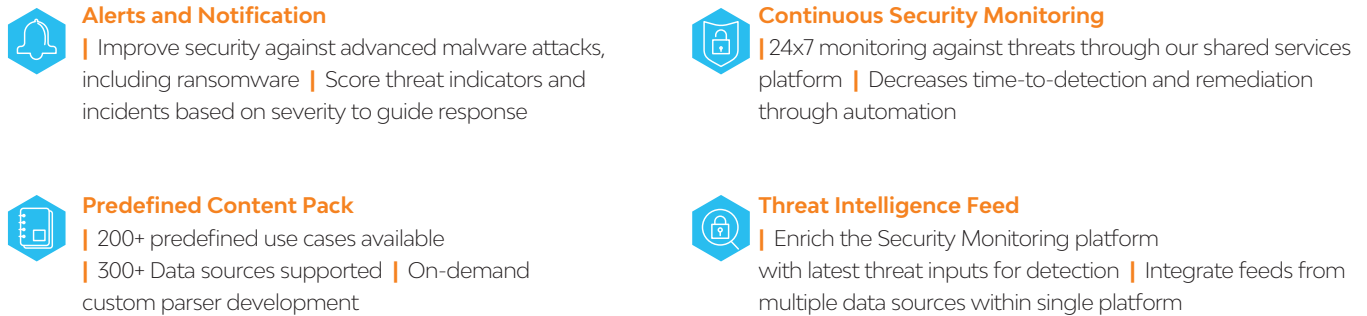 Alerts and Notification
| Improve security against advanced malware attacks,
including ransomware | Score threat indicators and
incidents based on severity to guide response
Continuous Security Monitoring
| 24x7 monitoring against threats through our shared services
platform | Decreases time-to-detection and remediation
through automation
Predefined Content Pack
| 200+ predefined use cases available
| 300+ Data sources supported | On-demand
custom parser development
Threat Intelligence Feed
| Enrich the Security Monitoring platform
with latest threat inputs for detection | Integrate feeds from
multiple data sources within single platform